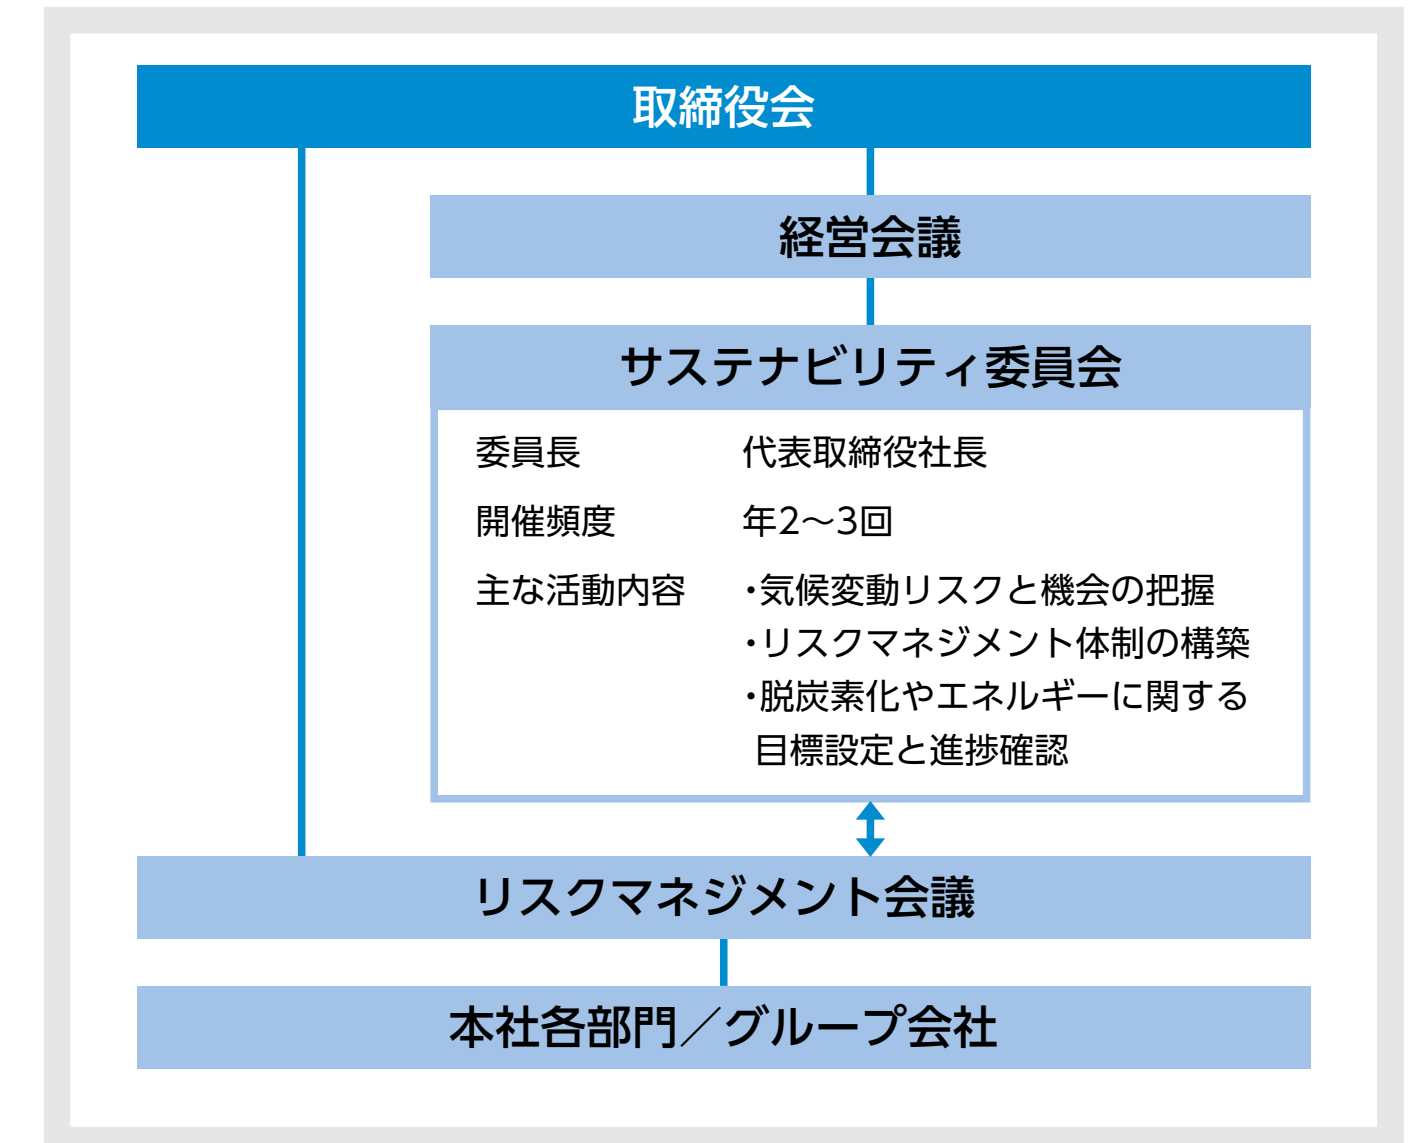 取締役会
経営会議
サステナビリティ委員会
委員長 代表取締役社長
開催頻度 年2〜3回
主な活動内容 ・気候変動リスクと機会の把握
・リスクマネジメント体制の構築
・脱炭素化やエネルギーに関する
目標設定と進捗確認
リスクマネジメント会議
本社各部門／グループ会社